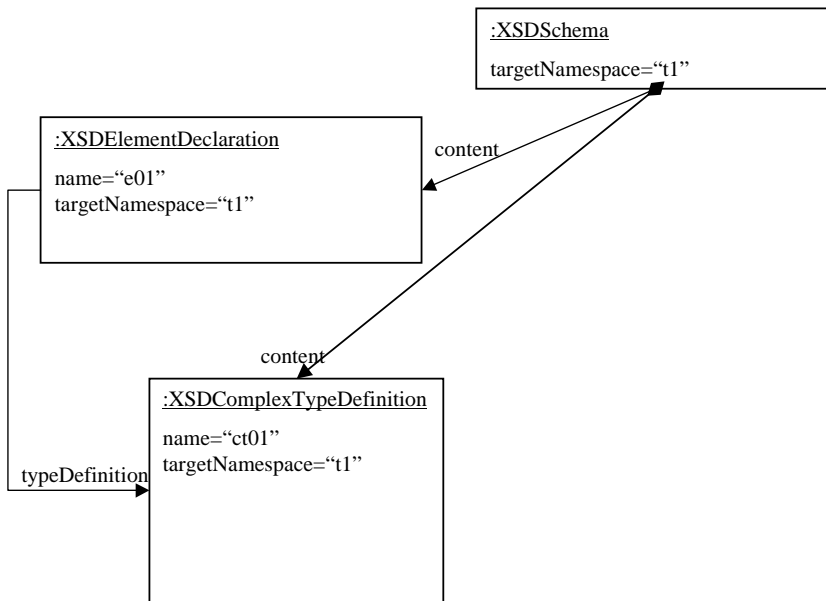 :XSDSchema
targetNamespace=“t1”
:XSDElementDeclaration
name=“e01”
targetNamespace=“t1”
content
content
:XSDComplexTypeDefinition
name=“ct01”
targetNamespace=“t1”
typeDefinition